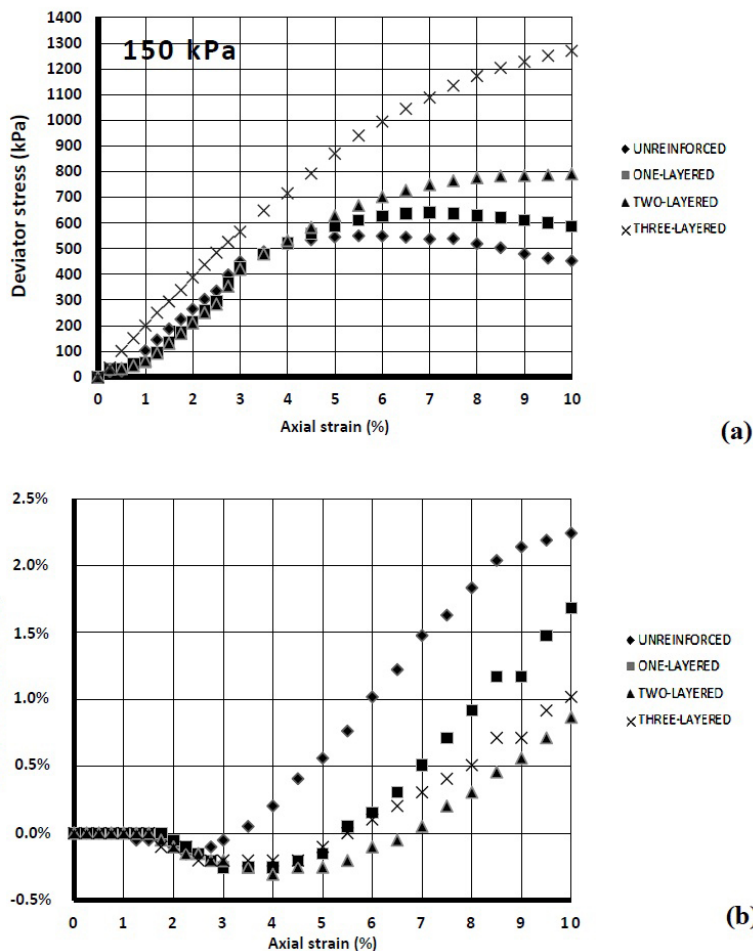 1400
1300
1200
1100
1000
900
800
700
600
500
400
300
200
100
0
150 kPa
Deviator stress (kPa)
0 1 2 3 4 5 6 7 8 9 10
Axial strain (%)
UNREINFORCED
ONE-LAYERED
TWO-LAYERED
THREE-LAYERED
(a)
2.5%
2.0%
1.5%
1.0%
0.5%
0.0%
-0.5%
0 1 2 3 4 5 6 7 8 9 10
Axial strain (%)
UNREINFORCED
ONE-LAYERED
TWO-LAYERED
THREE-LAYERED
(b)